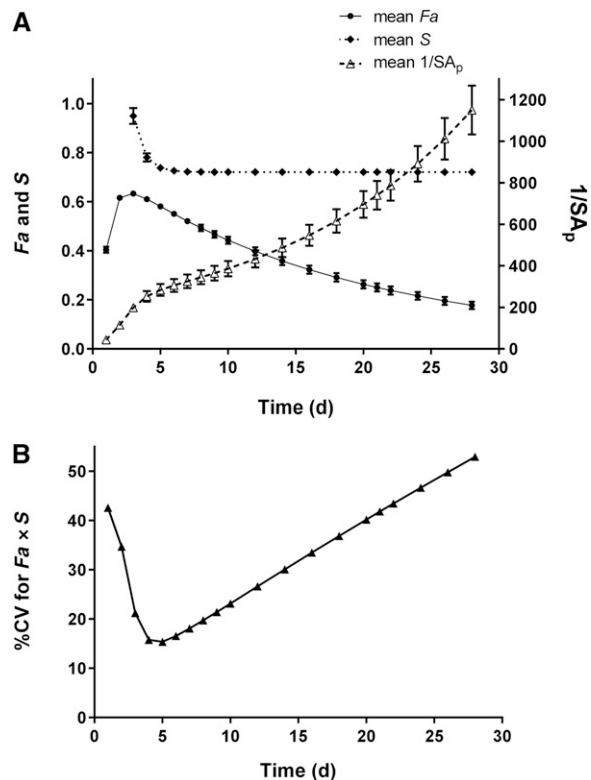 A
mean Fa
mean S
mean 1/SAp
Fa and S
1.0
0.8
0.6
0.4
0.2
0.0
1200
1000
800
600
400
200
0
1/SAp
0 5 10 15 20 25 30
Time (d)
B
%CV for Fa × S
50
40
30
20
10
0
0 5 10 15 20 25 30
Time (d)